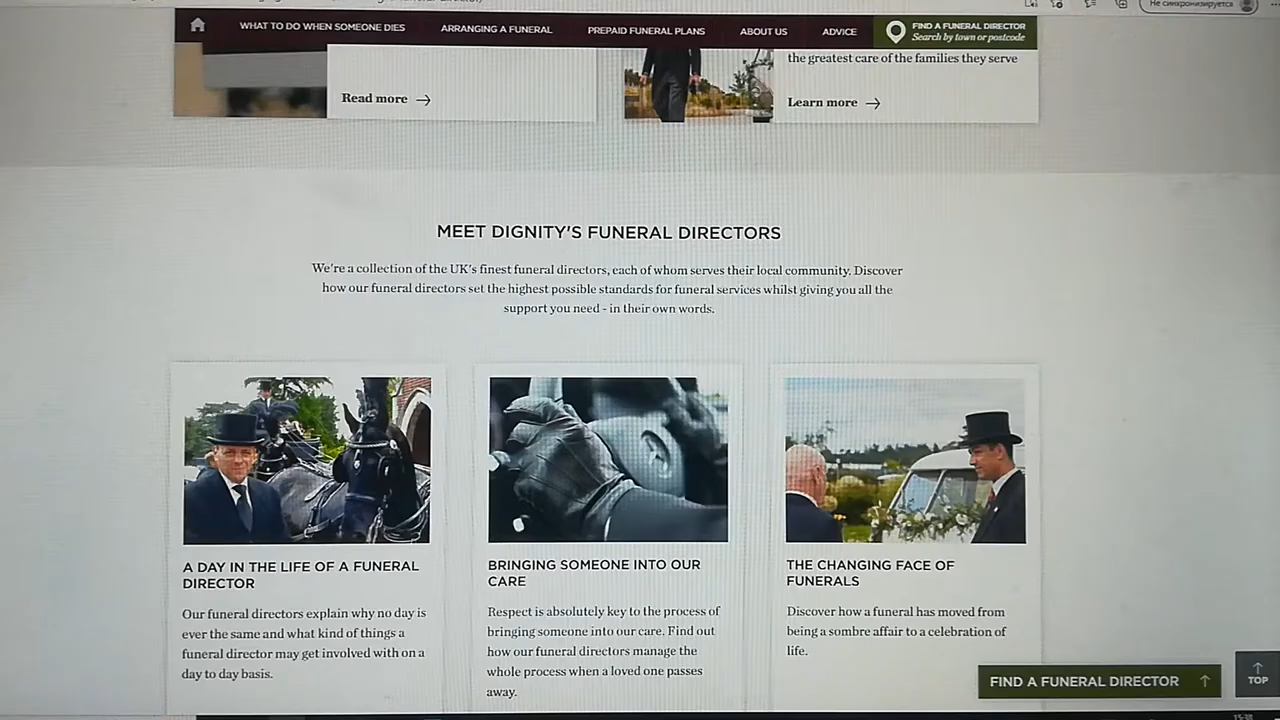 Не синхронизируется
WHAT TO DO WHEN SOMEONE DIES
ARRANGING A FUNERAL
PREPAID FUNERAL PLANS
ABOUT US
ADVICE
FIND A FUNERAL DIRECTOR
Search by town or postcode
the greatest care of the families they serve
Read more →
Learn more →
MEET DIGNITY'S FUNERAL DIRECTORS
We're a collection of the UK's finest funeral directors, each of whom serves their local community. Discover
how our funeral directors set the highest possible standards for funeral services whilst giving you all the
support you need - in their own words.
A DAY IN THE LIFE OF A FUNERAL
DIRECTOR
Our funeral directors explain why no day is
ever the same and what kind of things a
funeral director may get involved with on a
day to day basis.
BRINGING SOMEONE INTO OUR
CARE
Respect is absolutely key to the process of
bringing someone into our care. Find out
how our funeral directors manage the
whole process when a loved one passes
away.
THE CHANGING FACE OF
FUNERALS
Discover how a funeral has moved from
being a sombre affair to a celebration of
life.
FIND A FUNERAL DIRECTOR ↑
↑
TOP